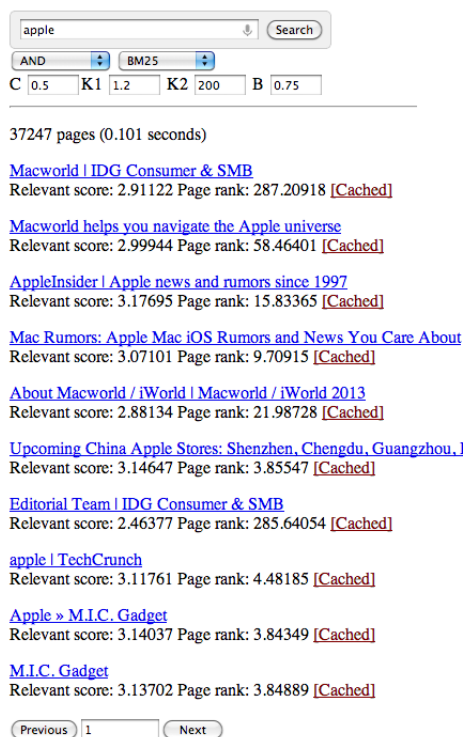 apple Search
AND BM25
C 0.5 K1 1.2 K2 200 B 0.75
37247 pages (0.101 seconds)
Macworld | IDG Consumer & SMB
Relevant score: 2.91122 Page rank: 287.20918 [Cached]
Macworld helps you navigate the Apple universe
Relevant score: 2.99944 Page rank: 58.46401 [Cached]
AppleInsider | Apple news and rumors since 1997
Relevant score: 3.17695 Page rank: 15.83365 [Cached]
Mac Rumors: Apple Mac iOS Rumors and News You Care About
Relevant score: 3.07101 Page rank: 9.70915 [Cached]
About Macworld / iWorld | Macworld / iWorld 2013
Relevant score: 2.88134 Page rank: 21.98728 [Cached]
Upcoming China Apple Stores: Shenzhen, Chengdu, Guangzhou,
Relevant score: 3.14647 Page rank: 3.85547 [Cached]
Editorial Team | IDG Consumer & SMB
Relevant score: 2.46377 Page rank: 285.64054 [Cached]
apple | TechCrunch
Relevant score: 3.11761 Page rank: 4.48185 [Cached]
Apple » M.I.C. Gadget
Relevant score: 3.14037 Page rank: 3.84349 [Cached]
M.I.C. Gadget
Relevant score: 3.13702 Page rank: 3.84889 [Cached]
Previous 1 Next